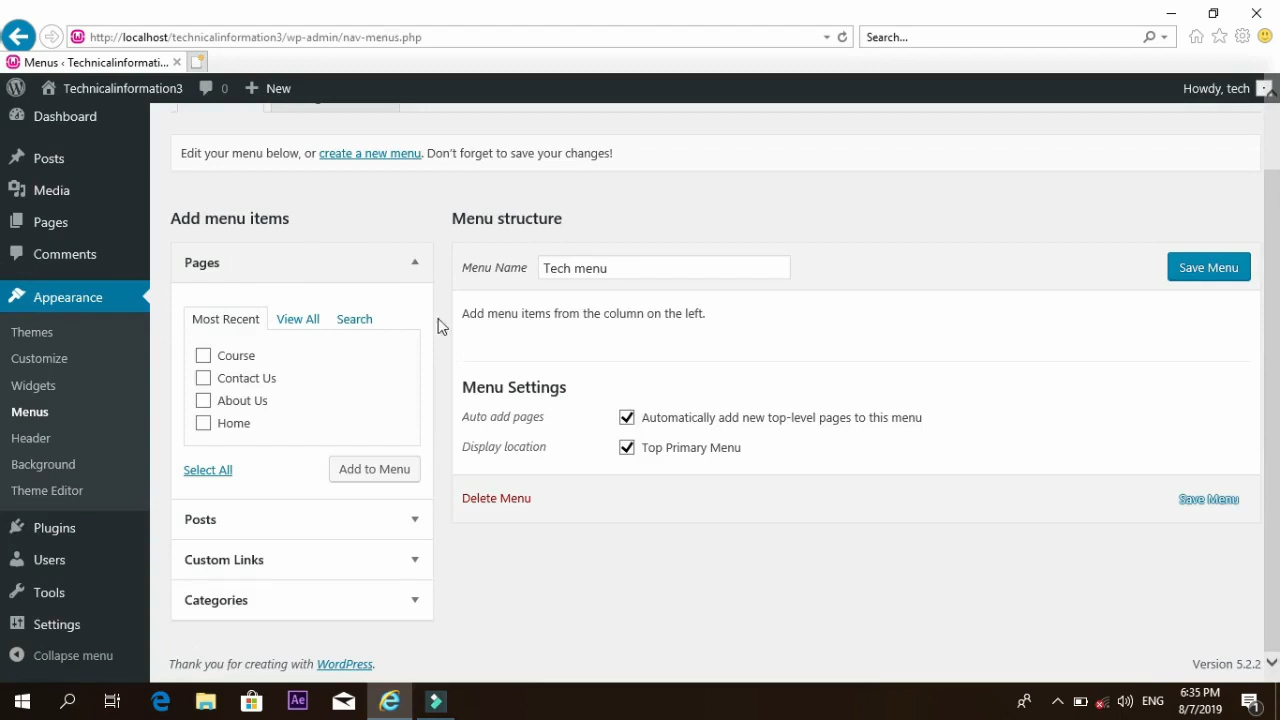 http://localhost/technicalinformation3/wp-admin/nav-menus.php
Search...
Menus ‹ Technicalinformati...
Technicalinformation3
0
New
Howdy, tech
Dashboard
Posts
Media
Pages
Comments
Appearance
Themes
Customize
Widgets
Menus
Header
Background
Theme Editor
Plugins
Users
Tools
Settings
Collapse menu
Edit your menu below, or create a new menu. Don't forget to save your changes!
Add menu items
Pages
Most Recent
View All
Search
Course
Contact Us
About Us
Home
Select All
Add to Menu
Posts
Custom Links
Categories
Menu structure
Menu Name
Tech menu
Save Menu
Add menu items from the column on the left.
Menu Settings
Auto add pages
Automatically add new top-level pages to this menu
Display location
Top Primary Menu
Delete Menu
Save Menu
Thank you for creating with WordPress.
Version 5.2.2
Ae
ENG
6:35 PM
8/7/2019
1